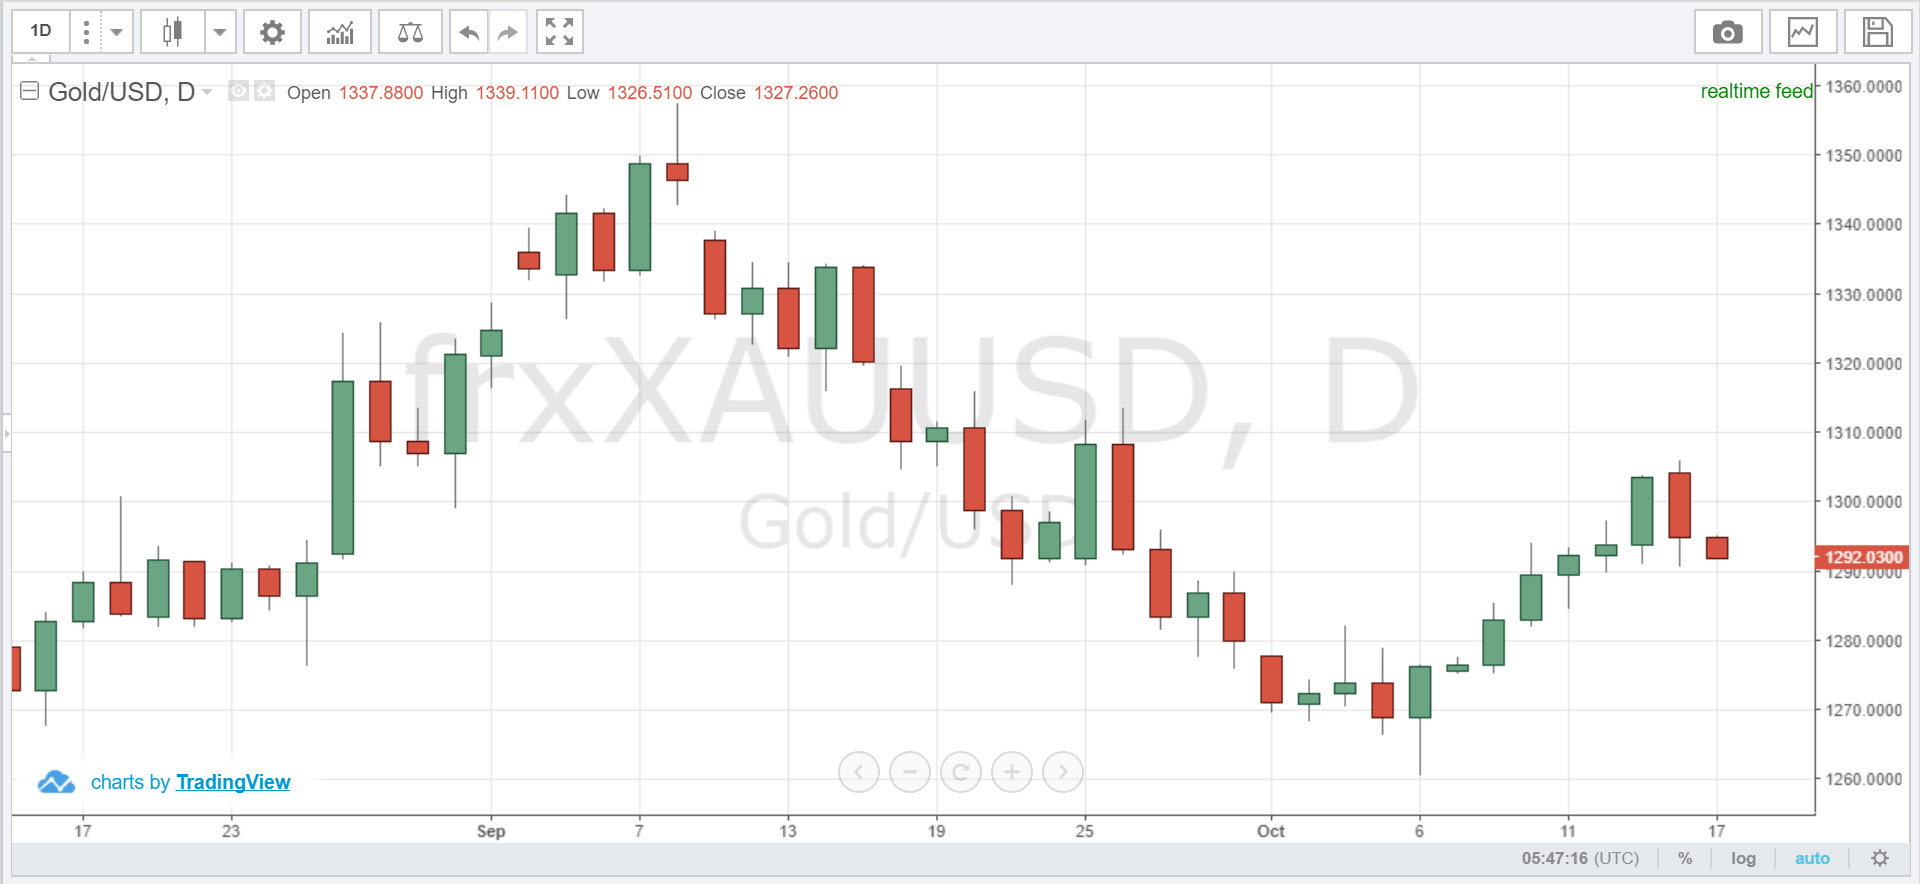 1D
Gold/USD, D Open 1337.8800 High 1339.1100 Low 1326.5100 Close 1327.2600
realtime feed
1360.0000
1350.0000
1340.0000
1330.0000
1320.0000
frxXAUUSD, D
1310.0000
Gold/USD
1300.0000
1292.0300
1290.0000
1280.0000
1270.0000
1260.0000
charts by TradingView
17 23 Sep 7 13 19 25 Oct 6 11 17
05:47:16 (UTC) % log auto